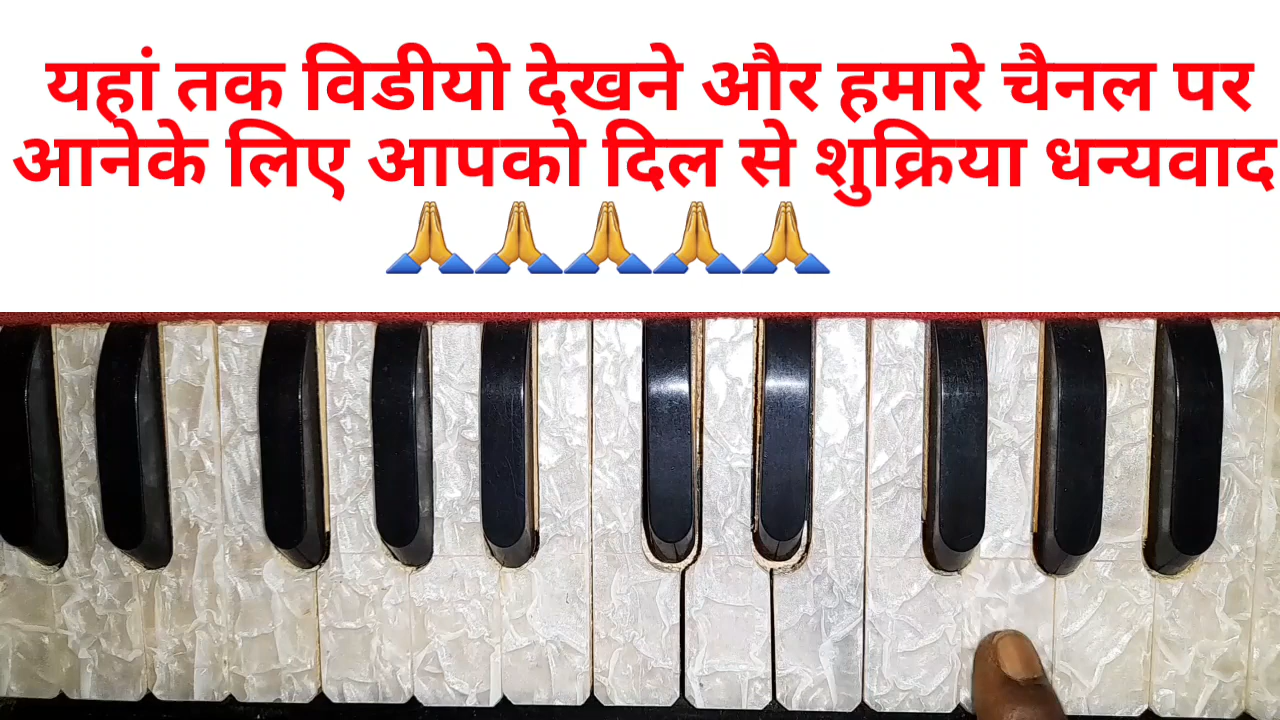 यहां तक विडीयो देखने और हमारे चैनल पर
आनेके लिए आपको दिल से शुक्रिया धन्यवाद
🙏🙏🙏🙏🙏